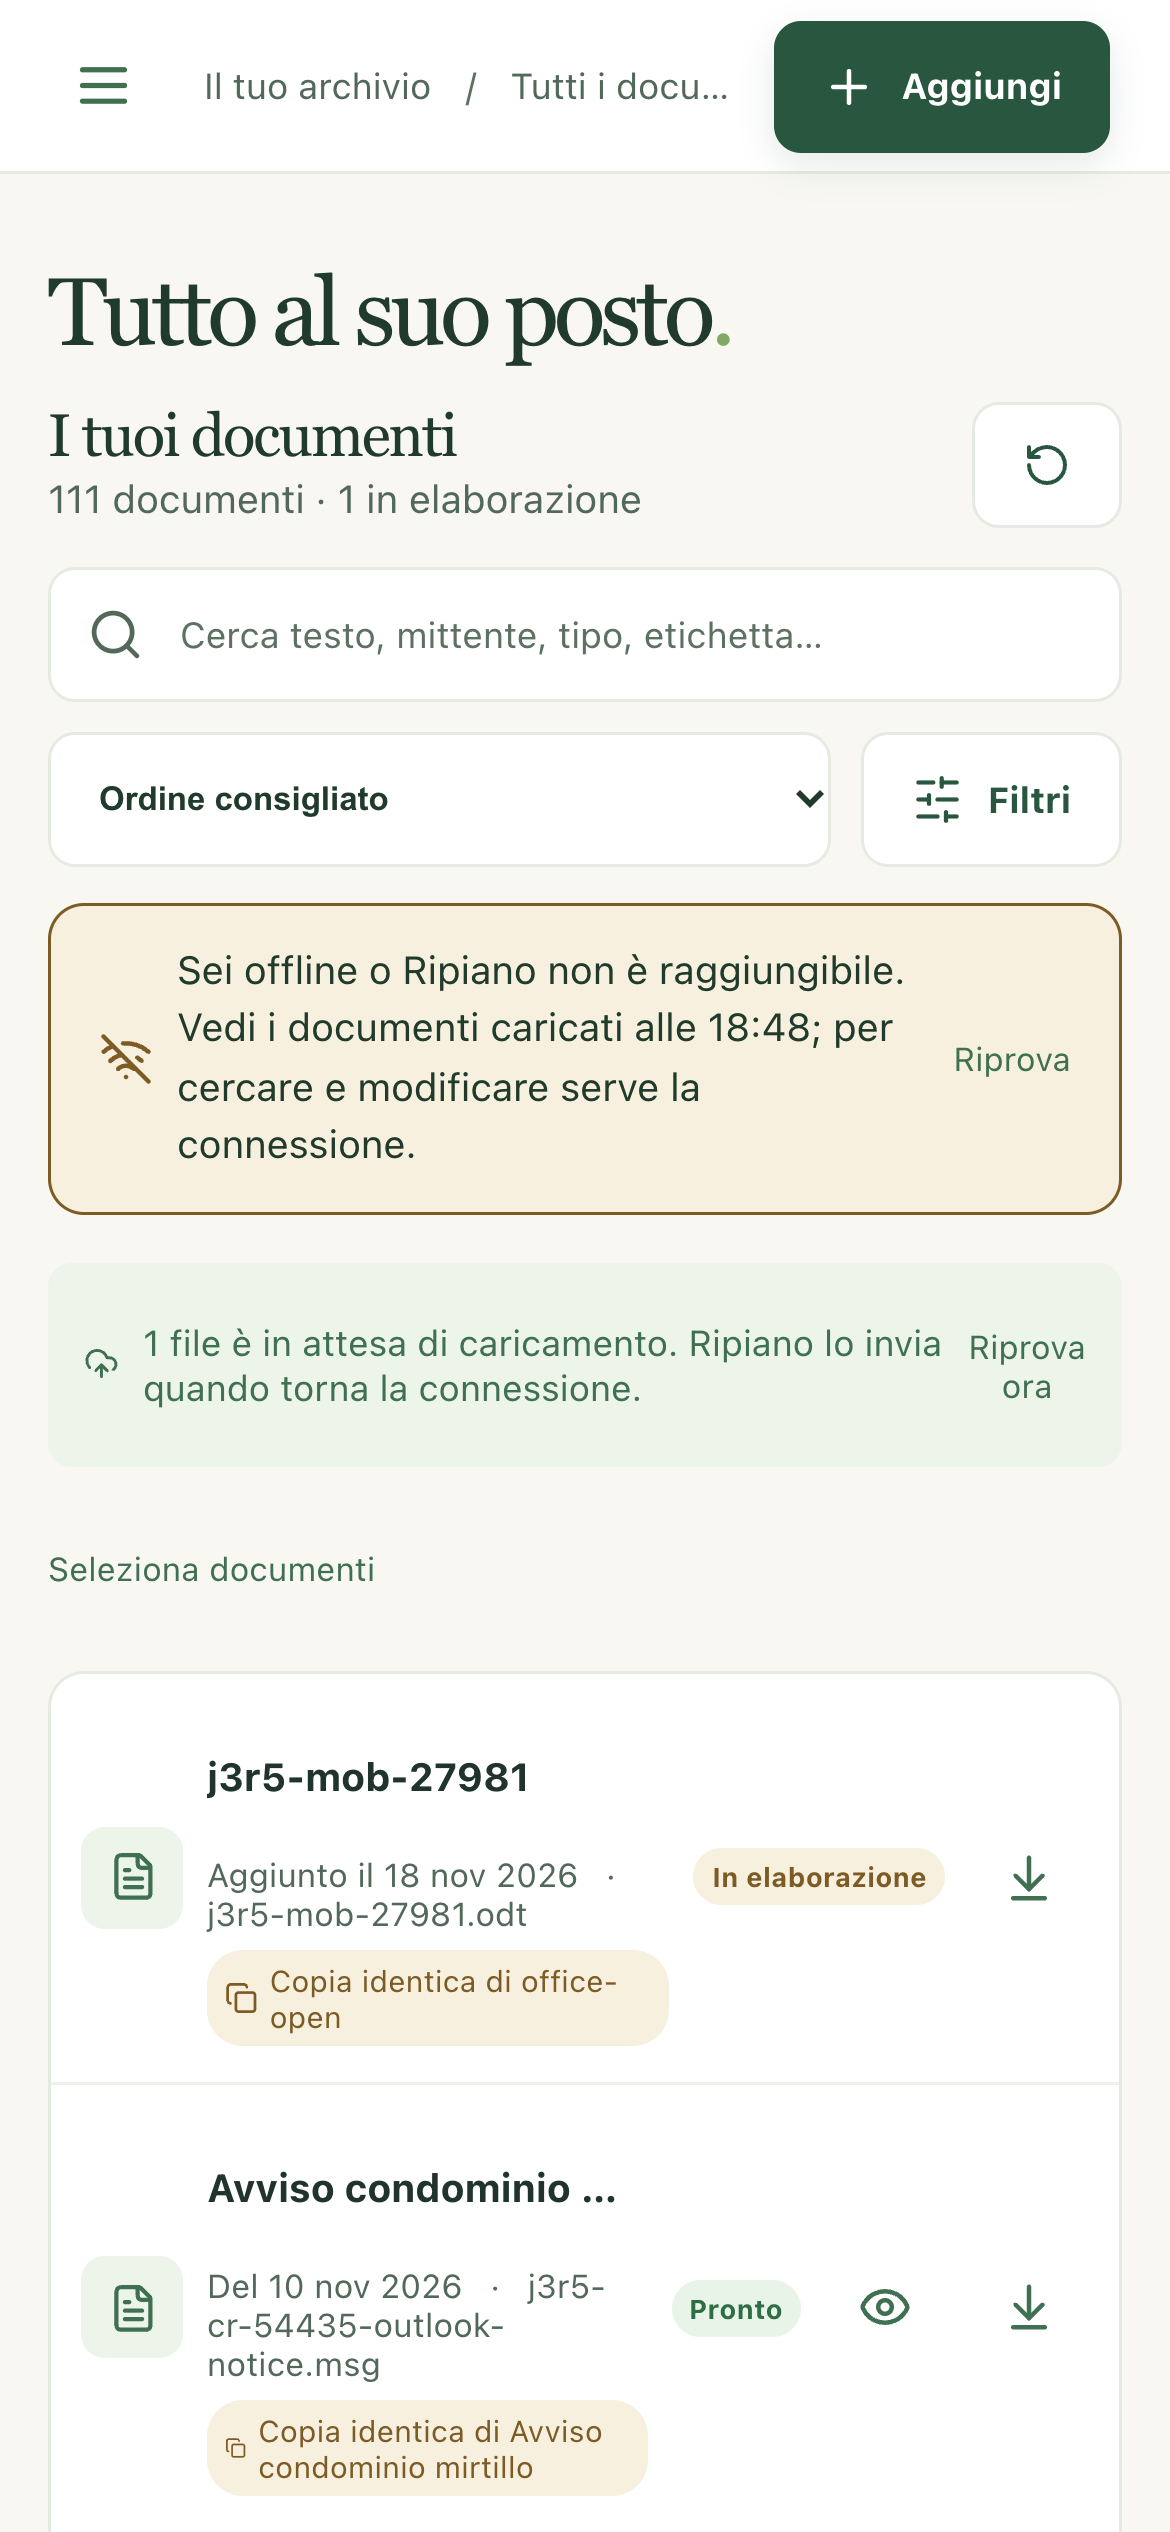 Il tuo archivio / Tutti i docu...
Aggiungi
Tutto al suo posto.
I tuoi documenti
111 documenti · 1 in elaborazione
Cerca testo, mittente, tipo, etichetta...
Ordine consigliato
Filtri
Sei offline o Ripiano non è raggiungibile.
Vedi i documenti caricati alle 18:48; per
cercare e modificare serve la
connessione.
Riprova
1 file è in attesa di caricamento. Ripiano lo invia
quando torna la connessione.
Riprova
ora
Seleziona documenti
j3r5-mob-27981
Aggiunto il 18 nov 2026 ·
j3r5-mob-27981.odt
In elaborazione
Copia identica di office-
open
Avviso condominio ...
Del 10 nov 2026 · j3r5-
cr-54435-outlook-
notice.msg
Pronto
Copia identica di Avviso
condominio mirtillo